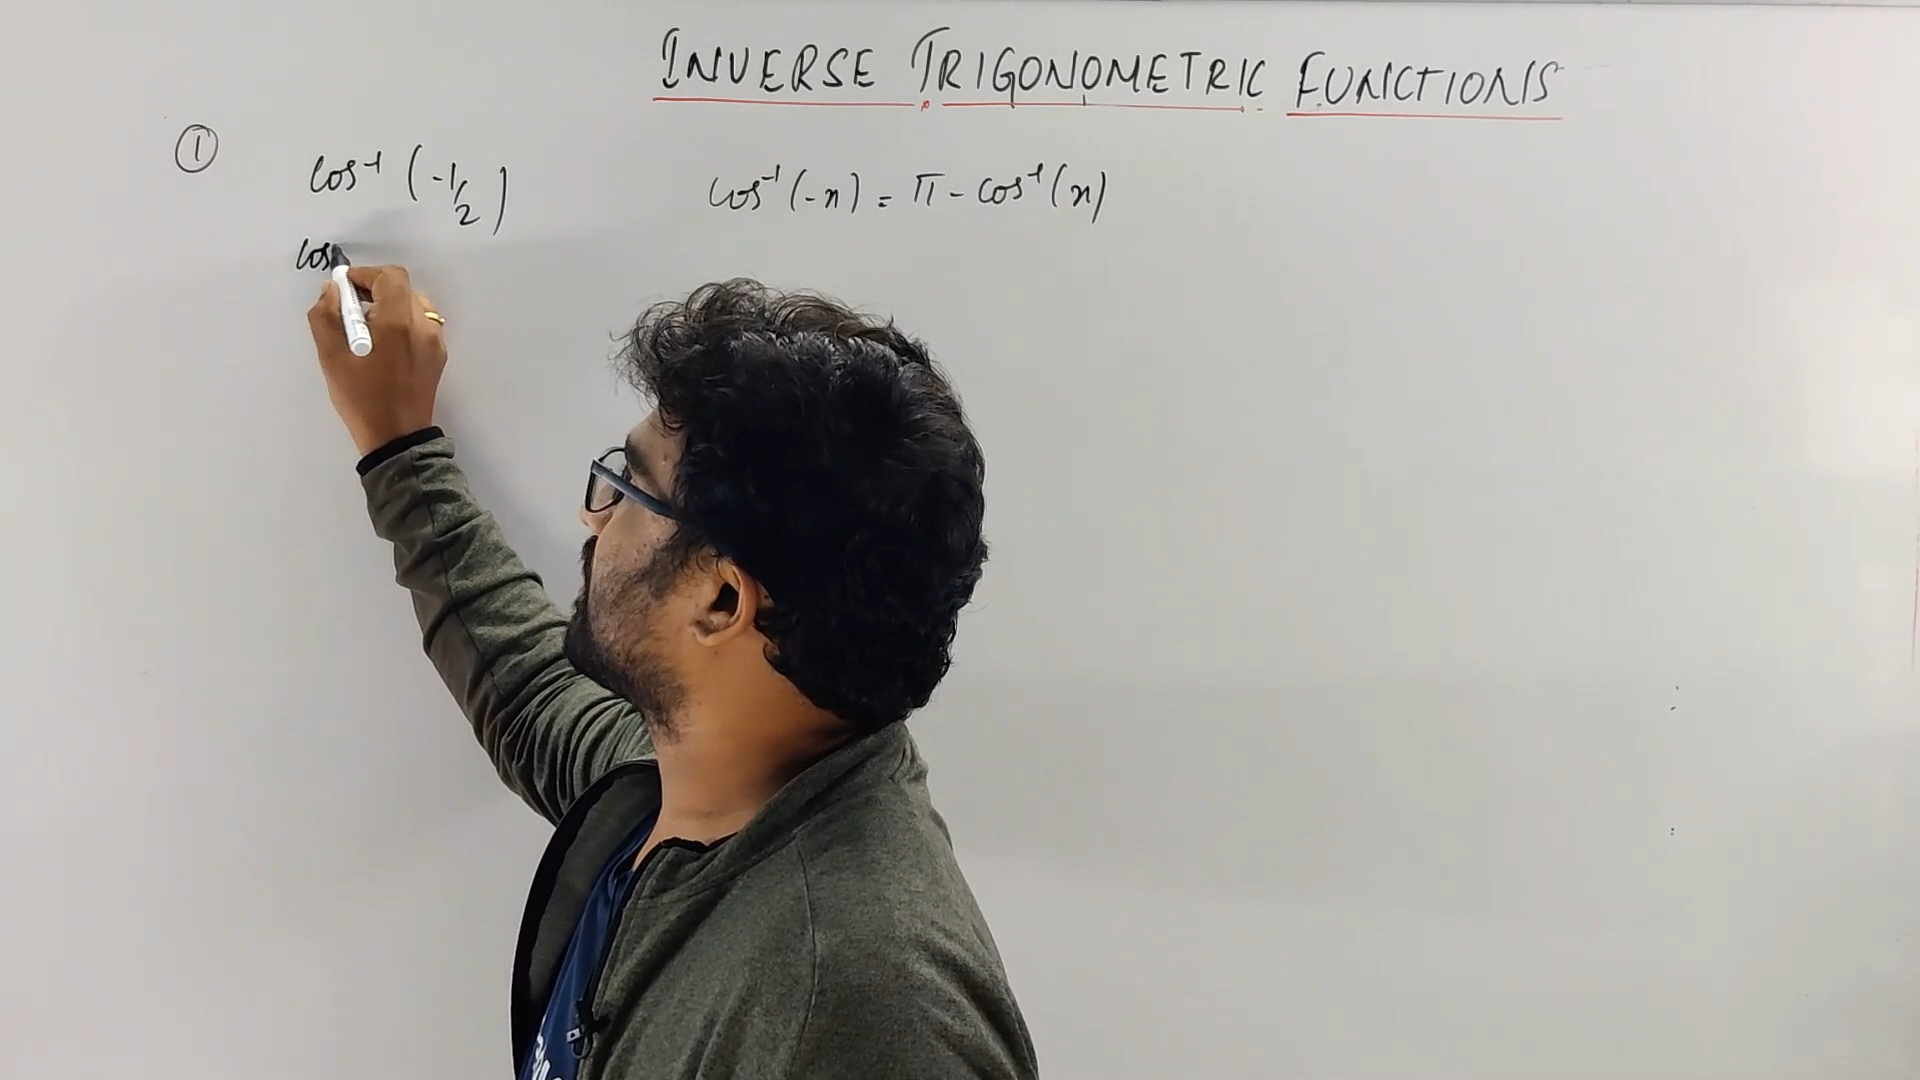 INVERSE TRIGONOMETRIC FUNCTIONS
① cos⁻¹ (-1/2) cos⁻¹(-x) = π - cos⁻¹(x)
cos